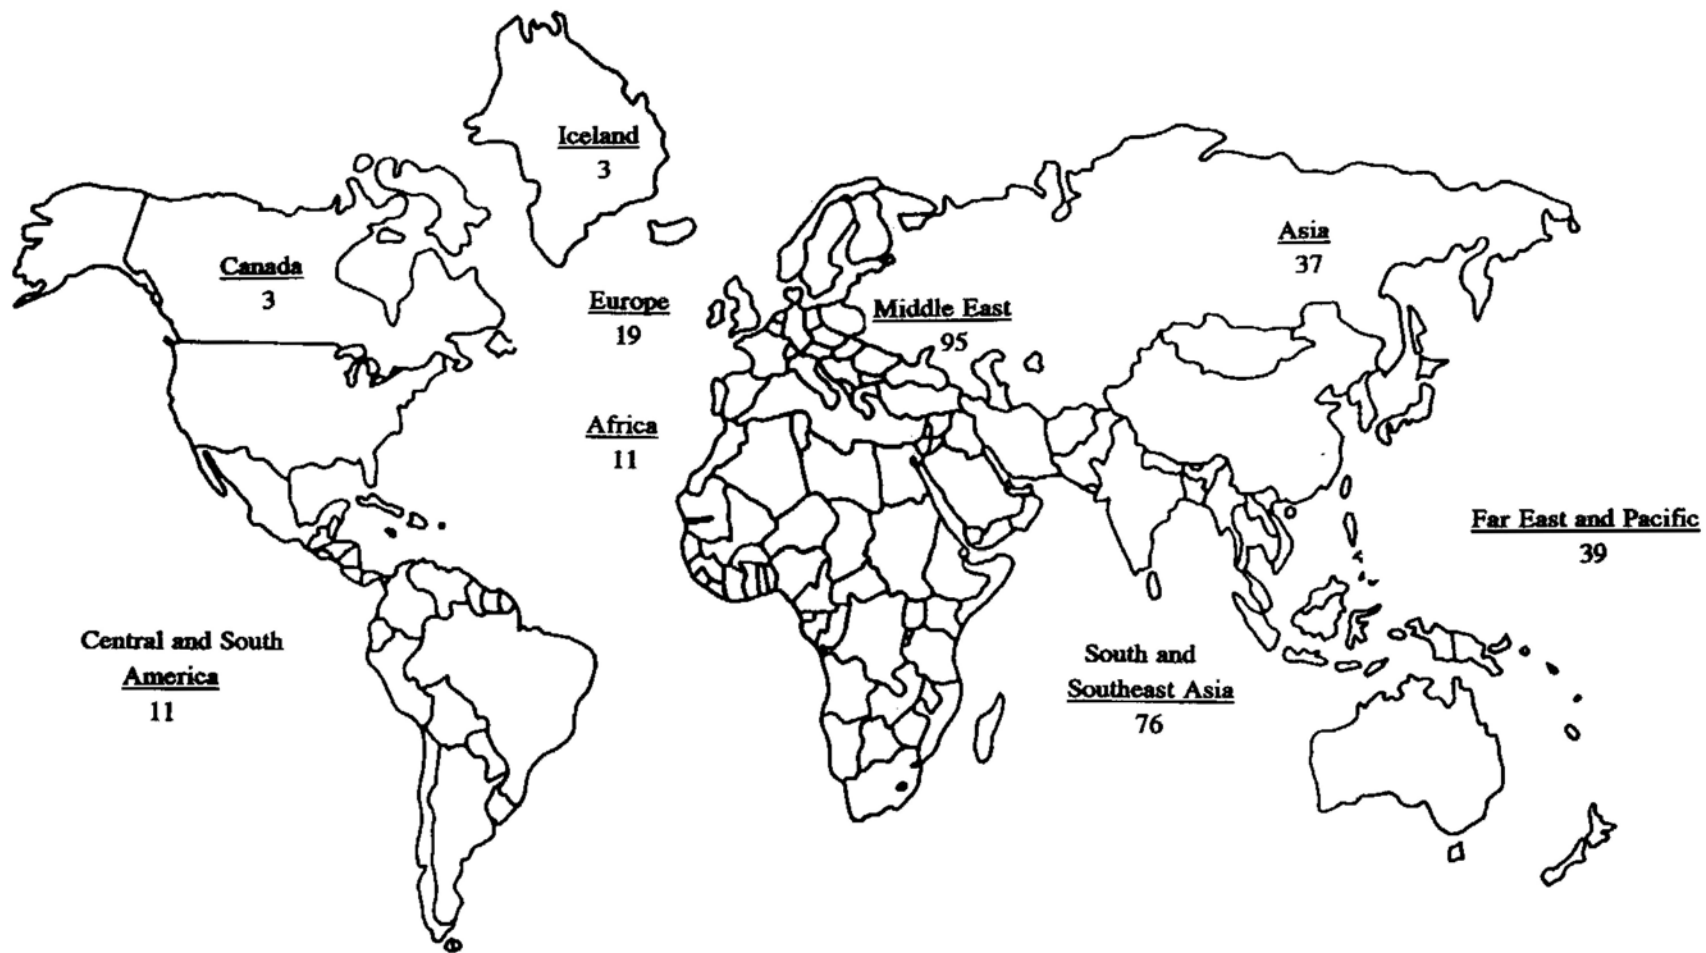 Iceland
3
Canada
3
Asia
37
Europe
19
Middle East
95
Africa
11
Far East and Pacific
39
Central and South
America
11
South and
Southeast Asia
76